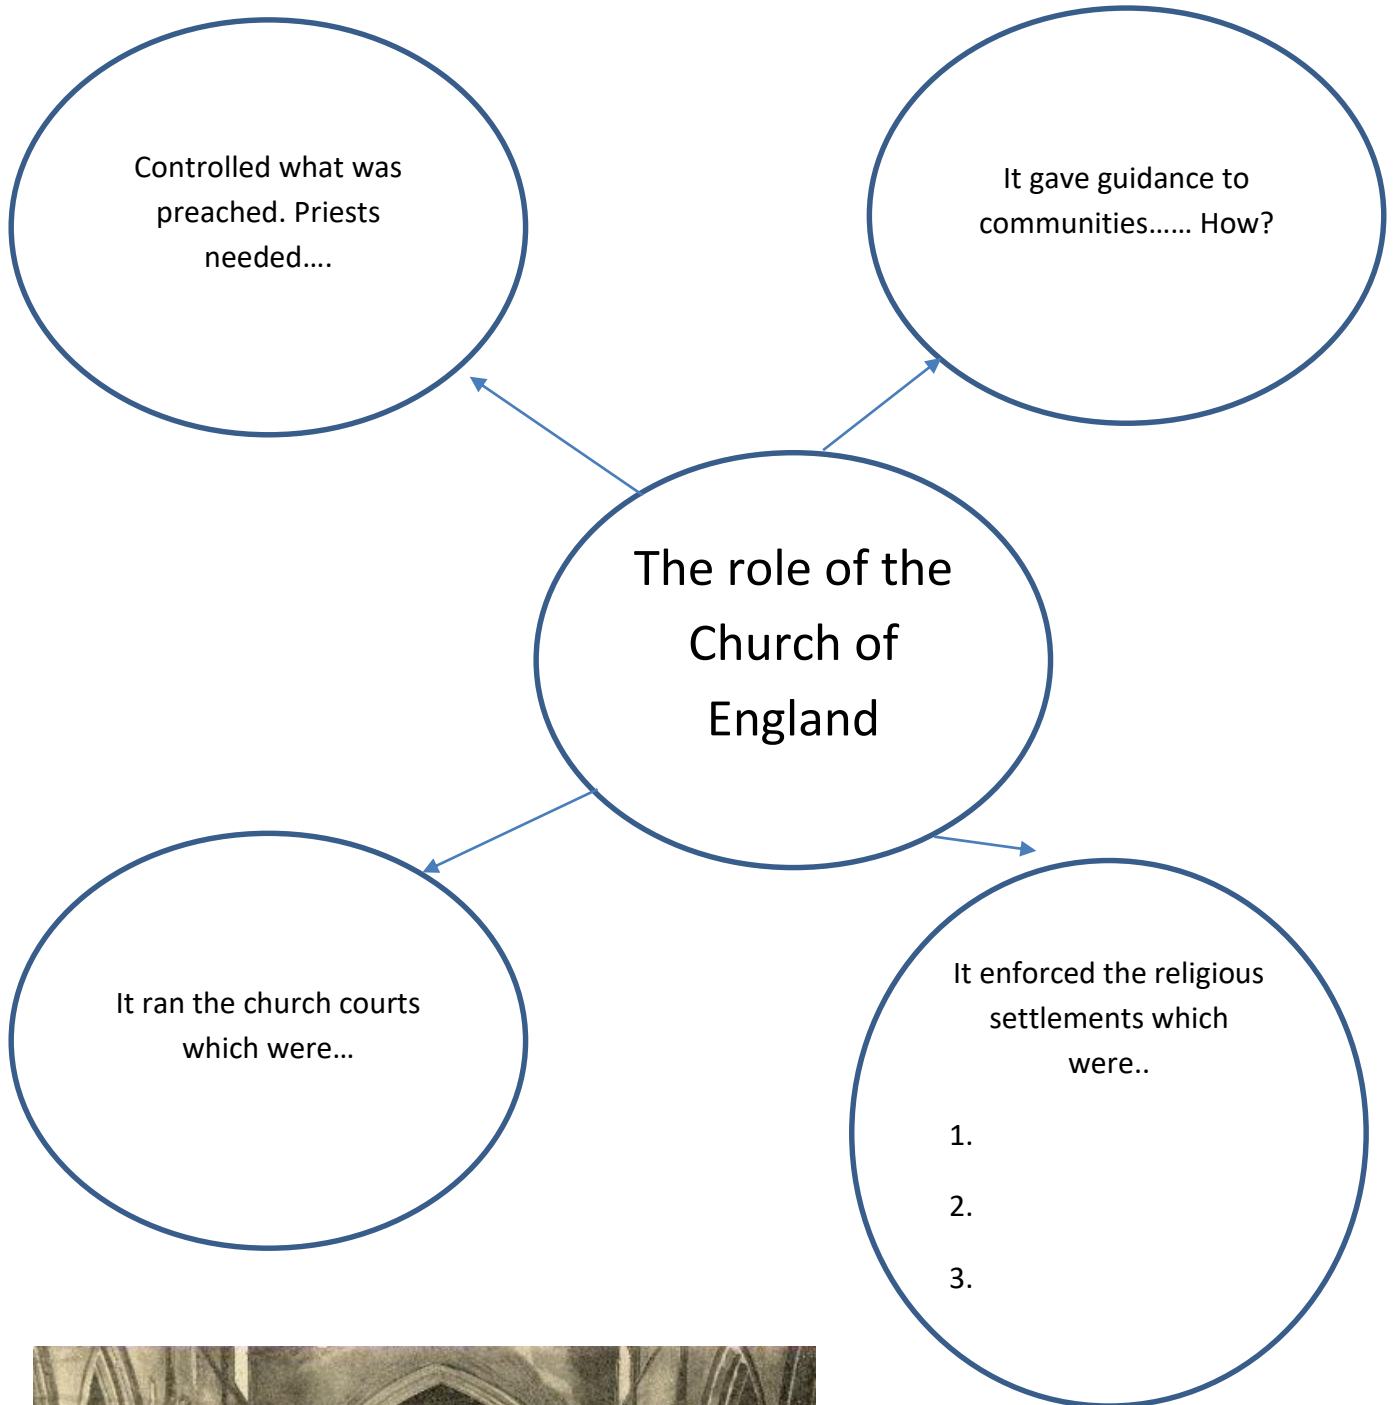 Controlled what was
preached. Priests
needed….
It gave guidance to
communities…… How?
The role of the
Church of
England
It ran the church courts
which were…
It enforced the religious
settlements which
were..
1.
2.
3.